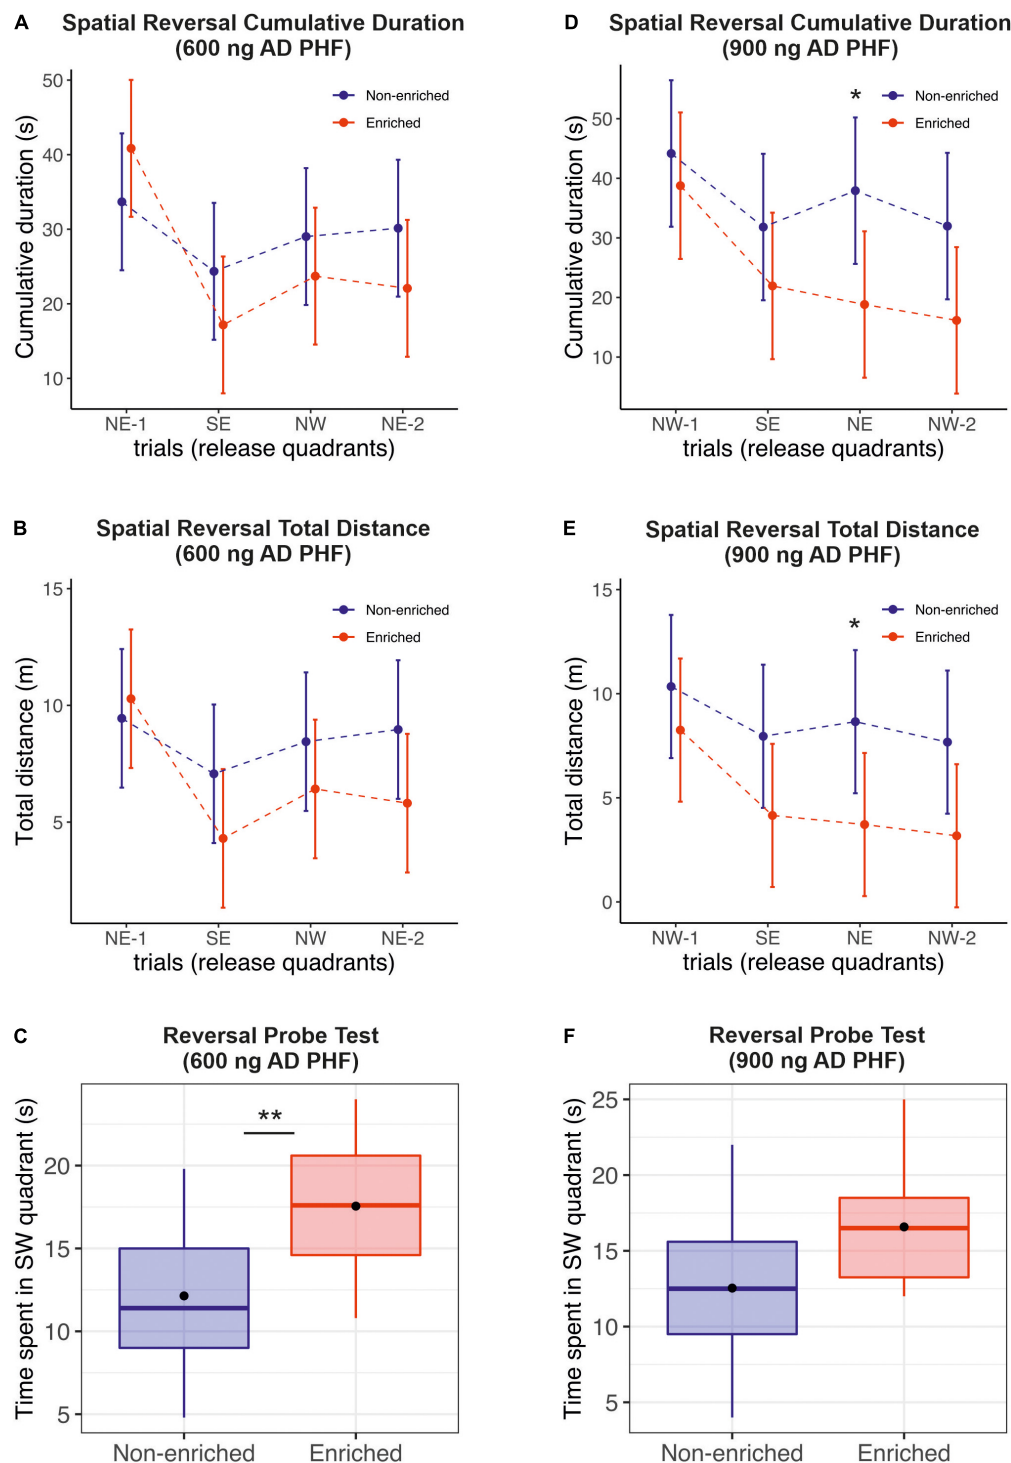 A
Spatial Reversal Cumulative Duration
(600 ng AD PHF)
50
40
30
20
10
Cumulative duration (s)
Non-enriched
Enriched
NE-1 SE NW NE-2
trials (release quadrants)
D
Spatial Reversal Cumulative Duration
(900 ng AD PHF)
50
40
30
20
10
Cumulative duration (s)
*
Non-enriched
Enriched
NW-1 SE NE NW-2
trials (release quadrants)
B
Spatial Reversal Total Distance
(600 ng AD PHF)
15
10
5
Total distance (m)
Non-enriched
Enriched
NE-1 SE NW NE-2
trials (release quadrants)
E
Spatial Reversal Total Distance
(900 ng AD PHF)
15
10
5
0
Total distance (m)
*
Non-enriched
Enriched
NW-1 SE NE NW-2
trials (release quadrants)
C
Reversal Probe Test
(600 ng AD PHF)
20
15
10
5
Time spent in SW quadrant (s)
**
Non-enriched Enriched
F
Reversal Probe Test
(900 ng AD PHF)
25
20
15
10
5
Time spent in SW quadrant (s)
Non-enriched Enriched